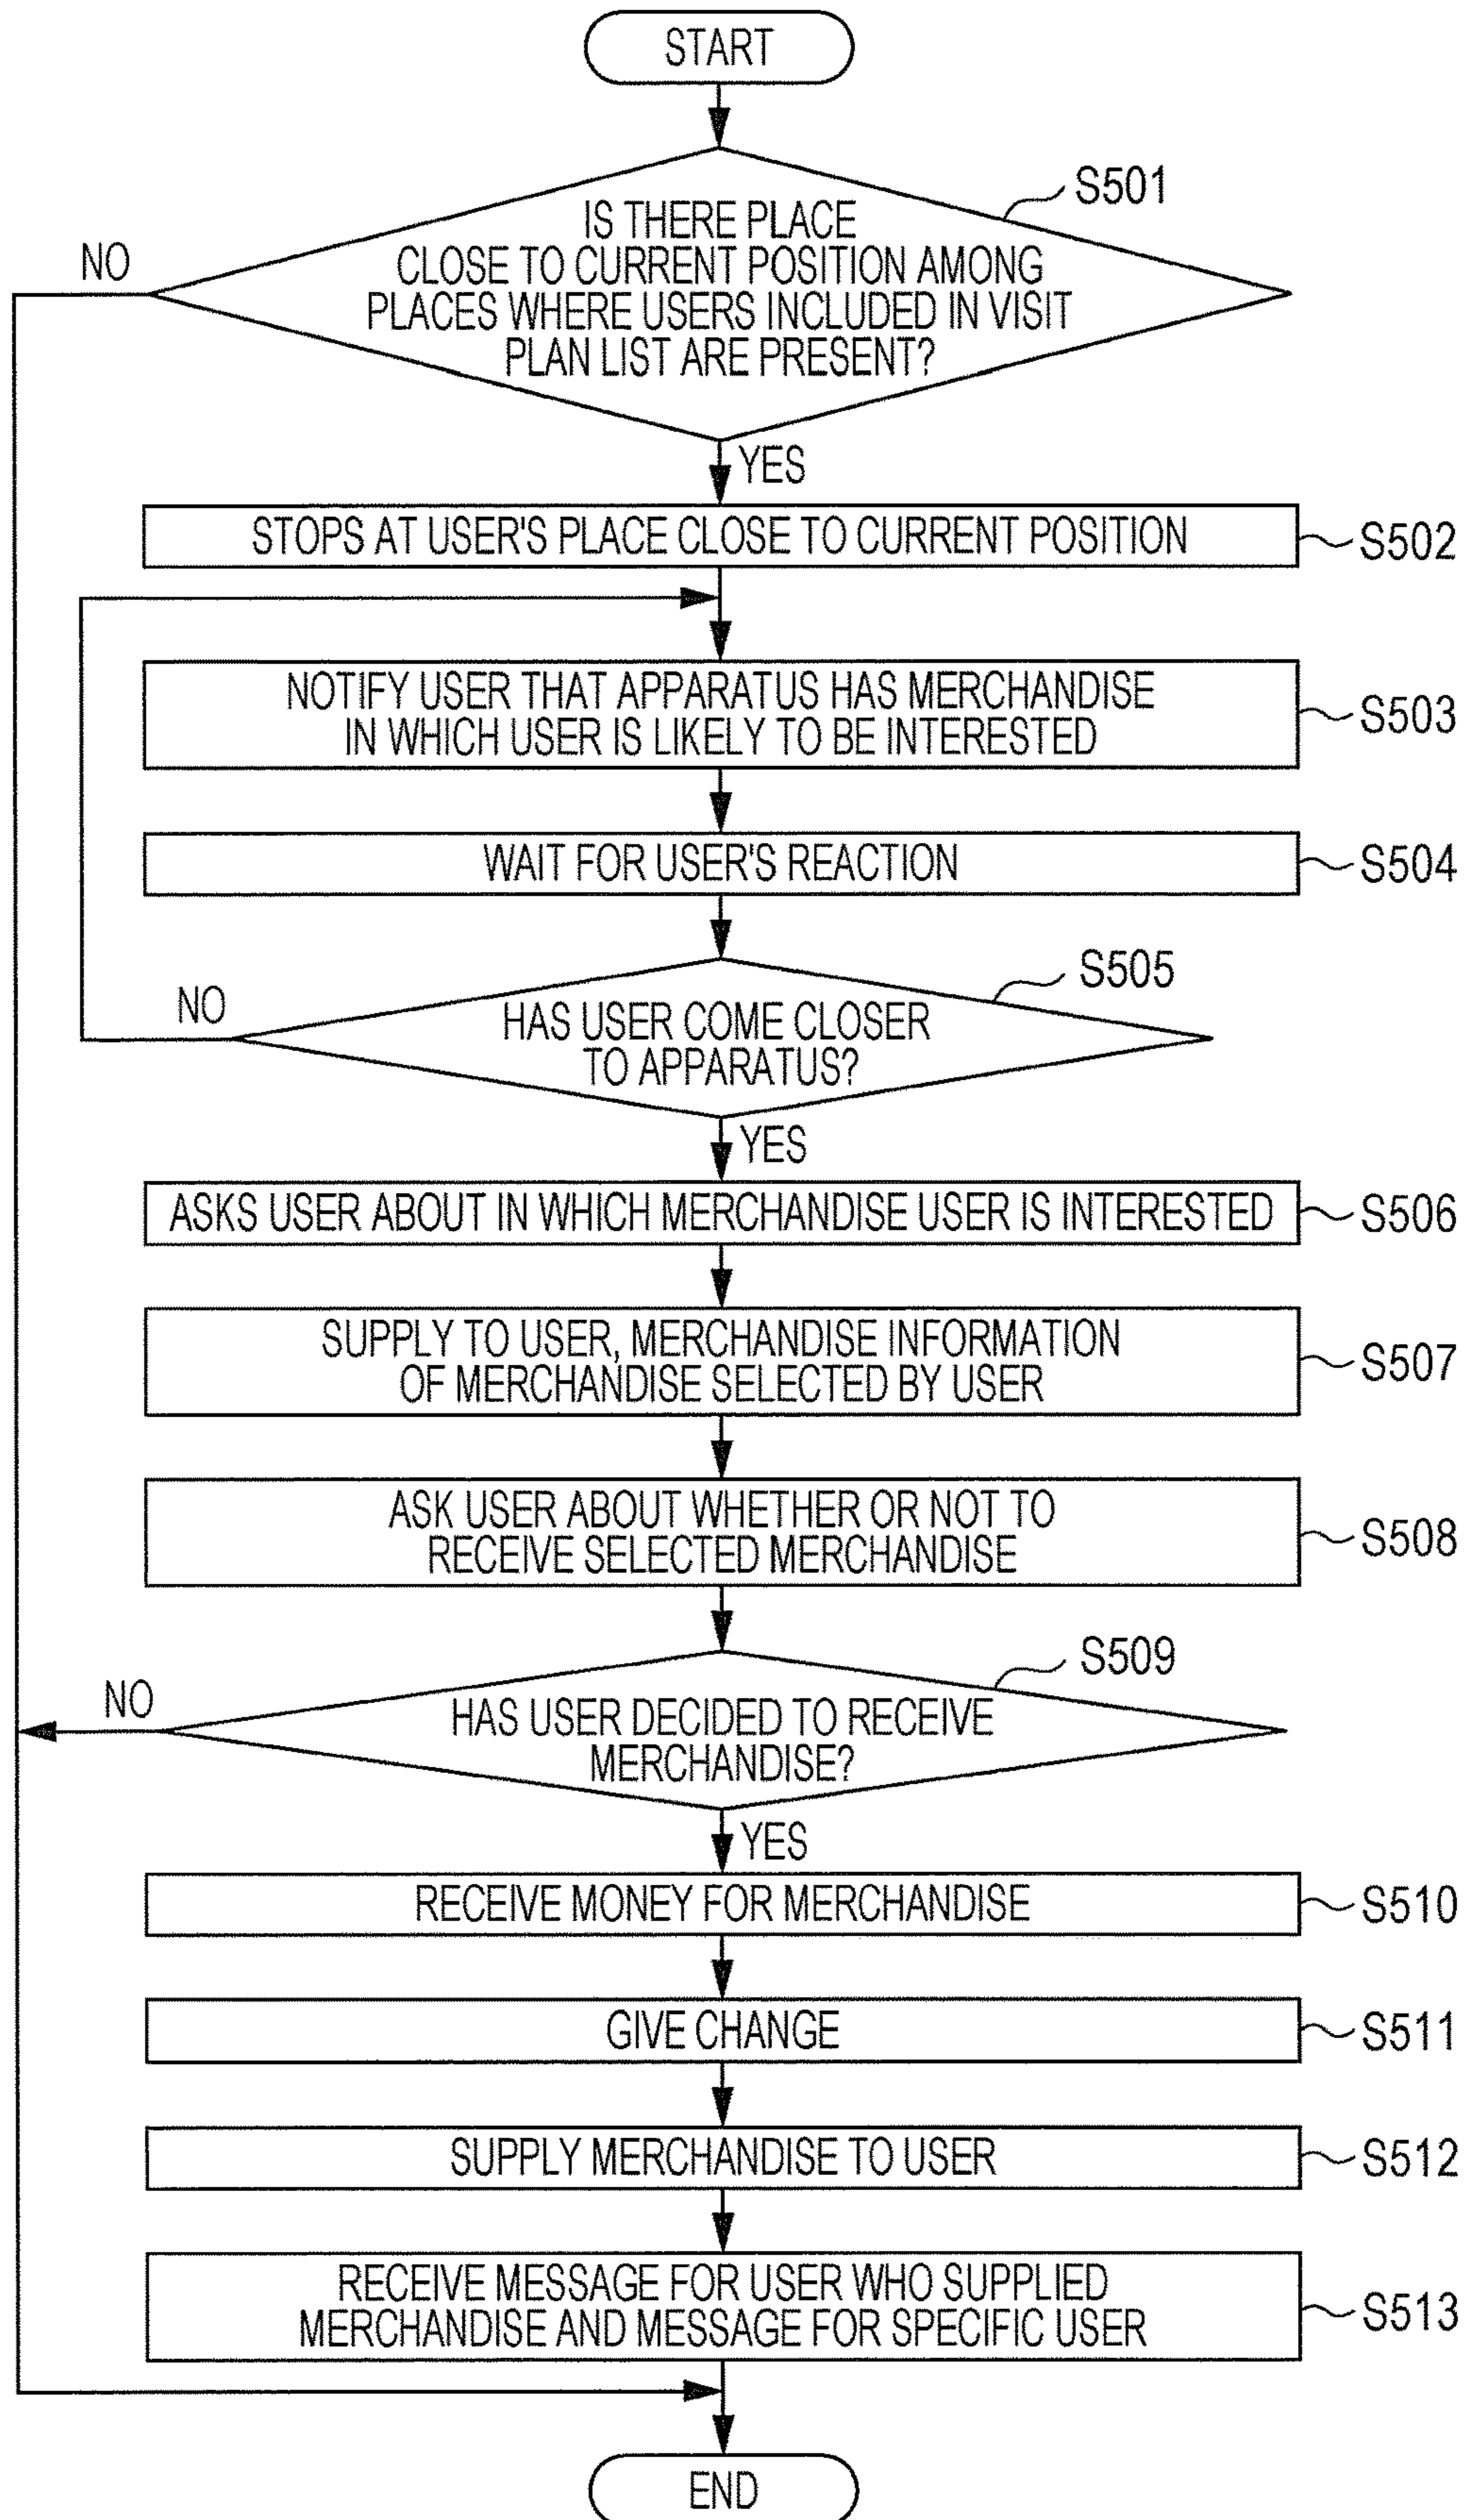 START
S501
IS THERE PLACE
CLOSE TO CURRENT POSITION AMONG
PLACES WHERE USERS INCLUDED IN VISIT
PLAN LIST ARE PRESENT?
NO
YES
STOPS AT USER'S PLACE CLOSE TO CURRENT POSITION
S502
NOTIFY USER THAT APPARATUS HAS MERCHANDISE
IN WHICH USER IS LIKELY TO BE INTERESTED
S503
WAIT FOR USER'S REACTION
S504
S505
NO
HAS USER COME CLOSER
TO APPARATUS?
YES
ASKS USER ABOUT IN WHICH MERCHANDISE USER IS INTERESTED
S506
SUPPLY TO USER, MERCHANDISE INFORMATION
OF MERCHANDISE SELECTED BY USER
S507
ASK USER ABOUT WHETHER OR NOT TO
RECEIVE SELECTED MERCHANDISE
S508
S509
NO
HAS USER DECIDED TO RECEIVE
MERCHANDISE?
YES
RECEIVE MONEY FOR MERCHANDISE
S510
GIVE CHANGE
S511
SUPPLY MERCHANDISE TO USER
S512
RECEIVE MESSAGE FOR USER WHO SUPPLIED
MERCHANDISE AND MESSAGE FOR SPECIFIC USER
S513
END